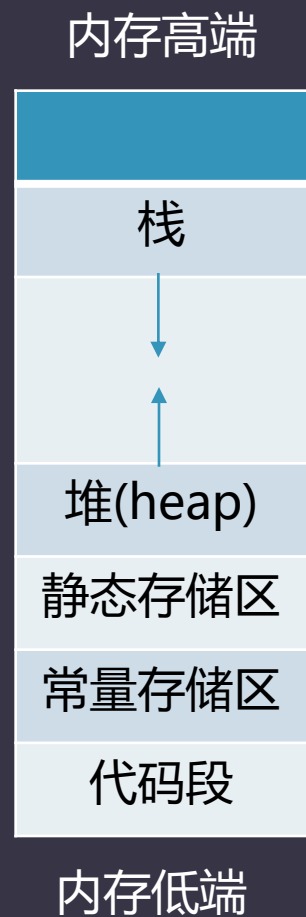 内存高端
栈
堆(heap)
静态存储区
常量存储区
代码段
内存低端